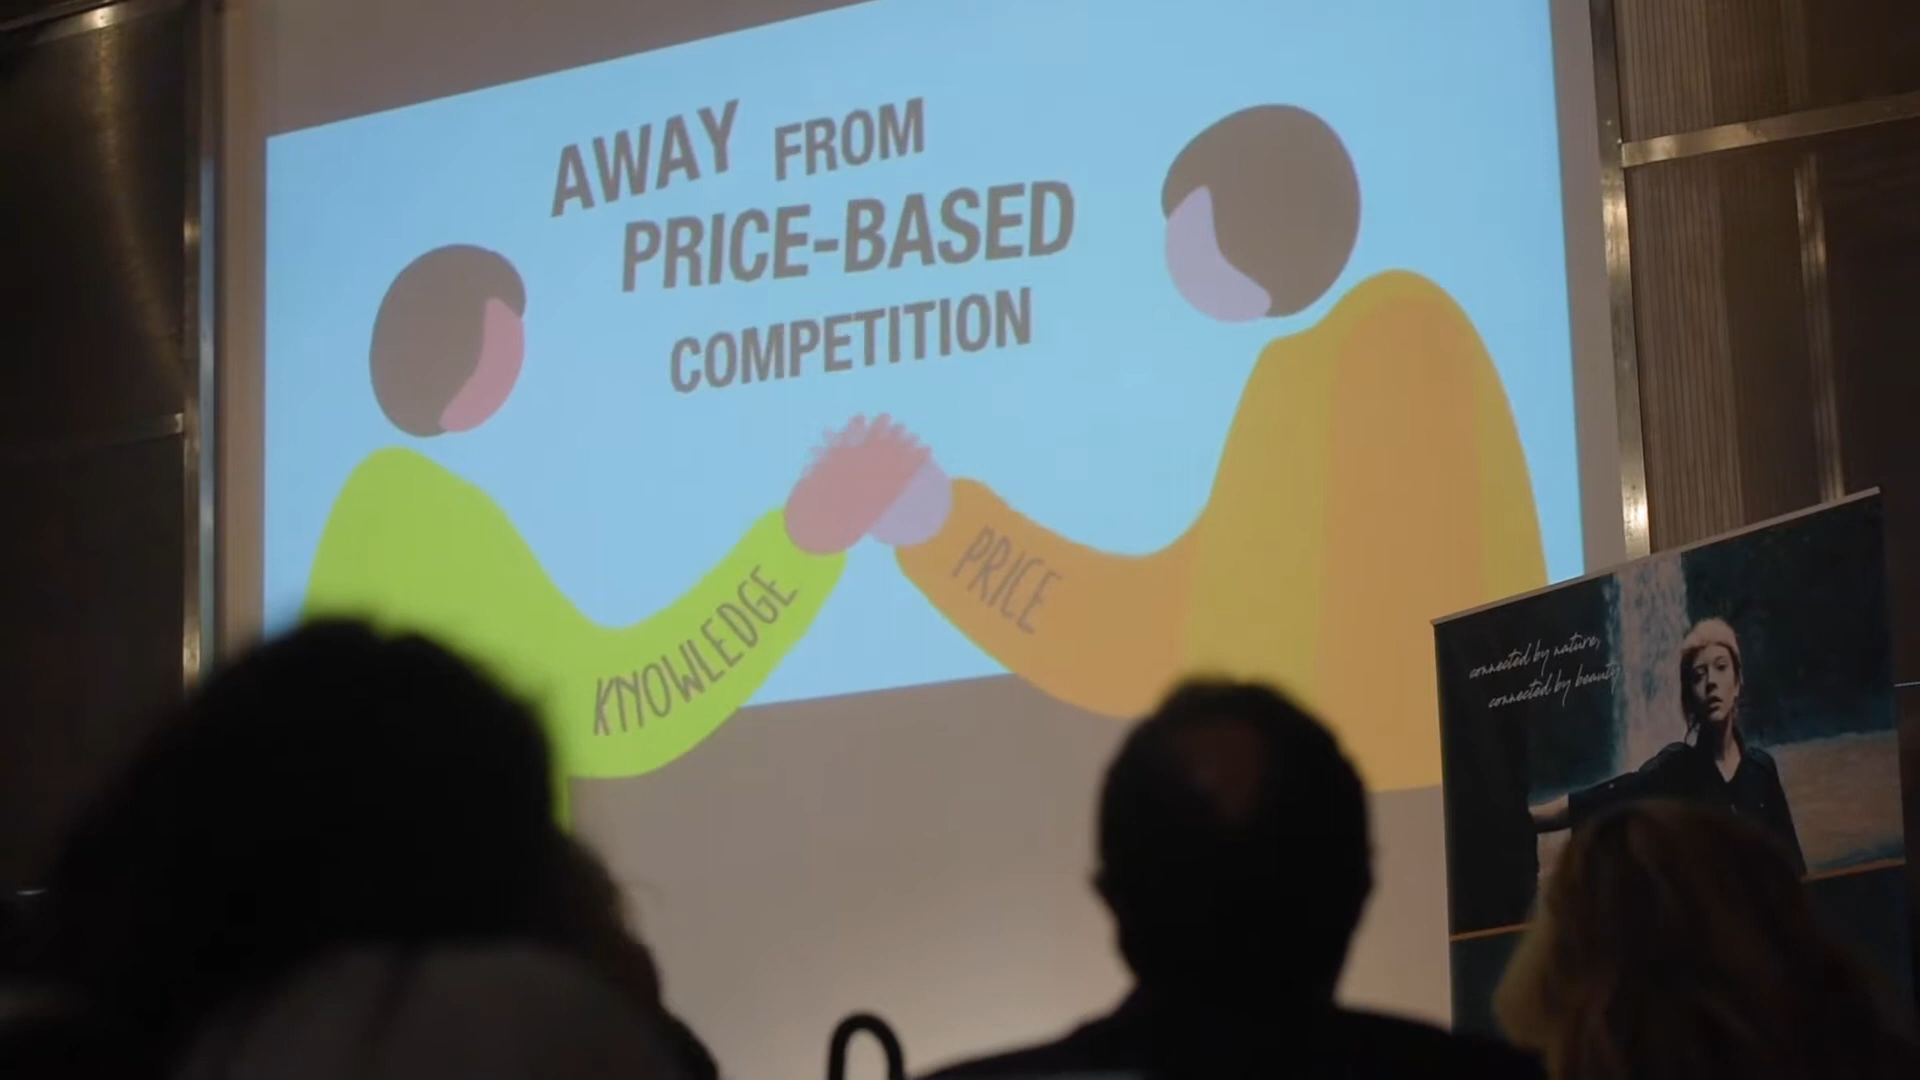 AWAY FROM
PRICE-BASED
COMPETITION
KNOWLEDGE
PRICE
connected by nature,
connected by beauty